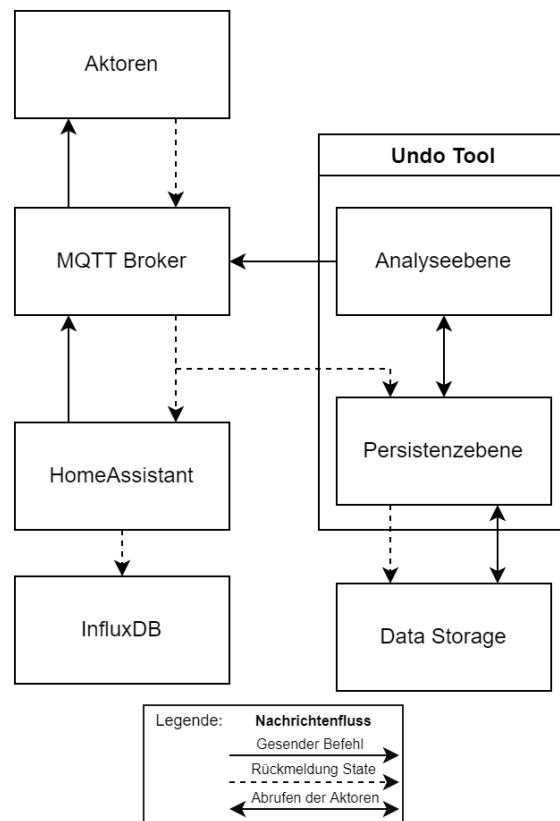 Aktoren
Undo Tool
MQTT Broker
Analyseebene
HomeAssistant
Persistenzebene
InfluxDB
Data Storage
Legende:
Nachrichtenfluss
Gesender Befehl
Rückmeldung State
Abrufen der Aktoren